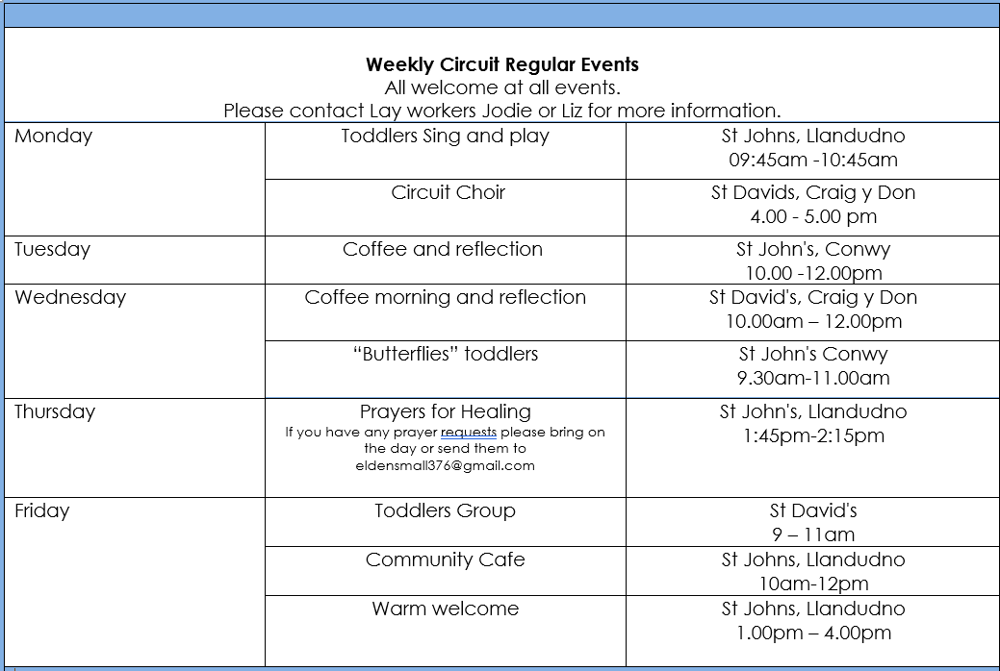 Weekly Circuit Regular Events
All welcome at all events.
Please contact Lay workers Jodie or Liz for more information.
Monday
Toddlers Sing and play
St Johns, Llandudno
09:45am -10:45am
Circuit Choir
St Davids, Craig y Don
4.00 - 5.00 pm
Tuesday
Coffee and reflection
St John's, Conwy
10.00 -12.00pm
Wednesday
Coffee morning and reflection
St David's, Craig y Don
10.00am – 12.00pm
“Butterflies” toddlers
St John's Conwy
9.30am-11.00am
Thursday
Prayers for Healing
If you have any prayer requests please bring on
the day or send them to
eldensmall376@gmail.com
St John's, Llandudno
1:45pm-2:15pm
Friday
Toddlers Group
St David's
9 – 11am
Community Cafe
St Johns, Llandudno
10am-12pm
Warm welcome
St Johns, Llandudno
1.00pm – 4.00pm